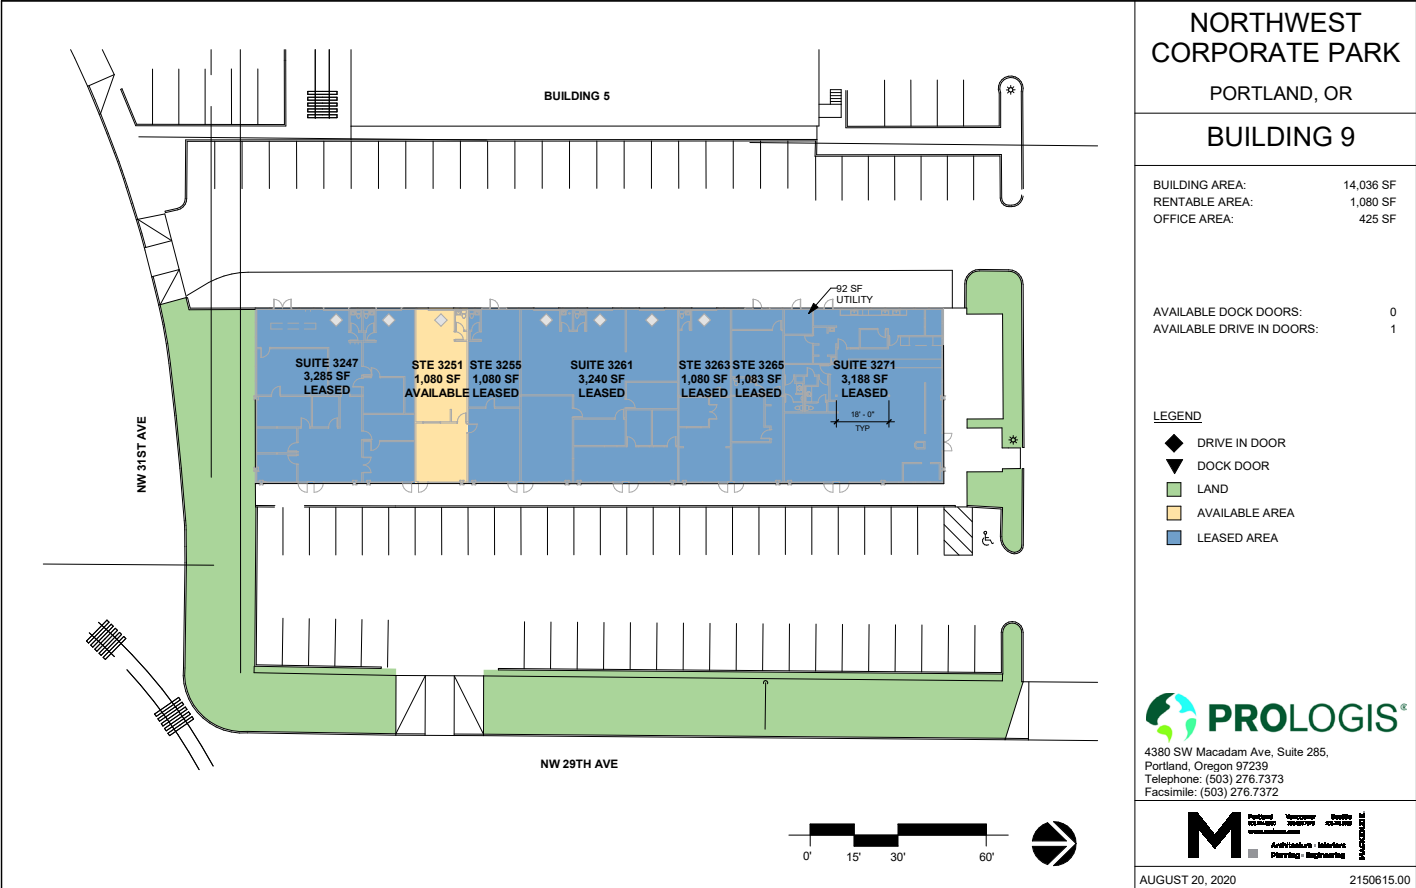 NORTHWEST
CORPORATE PARK
PORTLAND, OR
BUILDING 9
BUILDING AREA: 14,036 SF
RENTABLE AREA: 1,080 SF
OFFICE AREA: 425 SF
AVAILABLE DOCK DOORS: 0
AVAILABLE DRIVE IN DOORS: 1
LEGEND
DRIVE IN DOOR
DOCK DOOR
LAND
AVAILABLE AREA
LEASED AREA
BUILDING 5
92 SF
UTILITY
SUITE 3247
3,285 SF
LEASED
STE 3251
1,080 SF
AVAILABLE
STE 3255
1,080 SF
LEASED
SUITE 3261
3,240 SF
LEASED
STE 3263
1,080 SF
LEASED
STE 3265
1,083 SF
LEASED
SUITE 3271
3,188 SF
LEASED
18' - 0"
TYP
NW 31ST AVE
NW 29TH AVE
0' 15' 30' 60'
PROLOGIS
4380 SW Macadam Ave, Suite 285,
Portland, Oregon 97239
Telephone: (503) 276.7373
Facsimile: (503) 276.7372
M
Portland Vancouver Seattle
Architecture - Interiors
Planning - Engineering
MACKENZIE
AUGUST 20, 2020 2150615.00